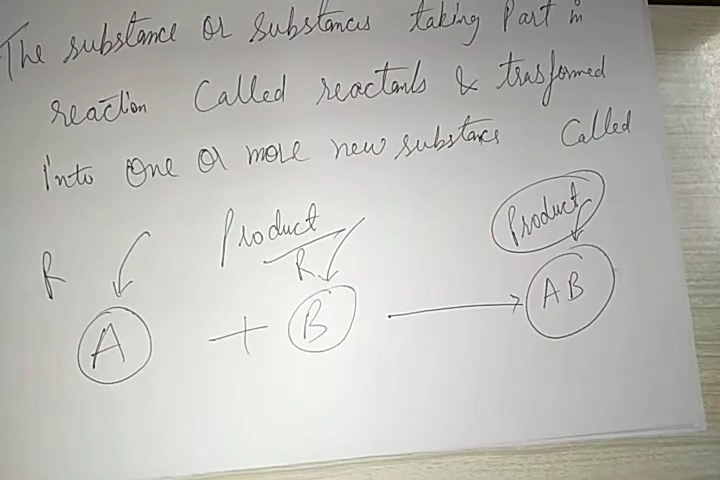 The substance or substances taking Part in
reaction Called reactants & trasformed
into one or more new substancs Called
Product
Product
R
R
A + B → AB